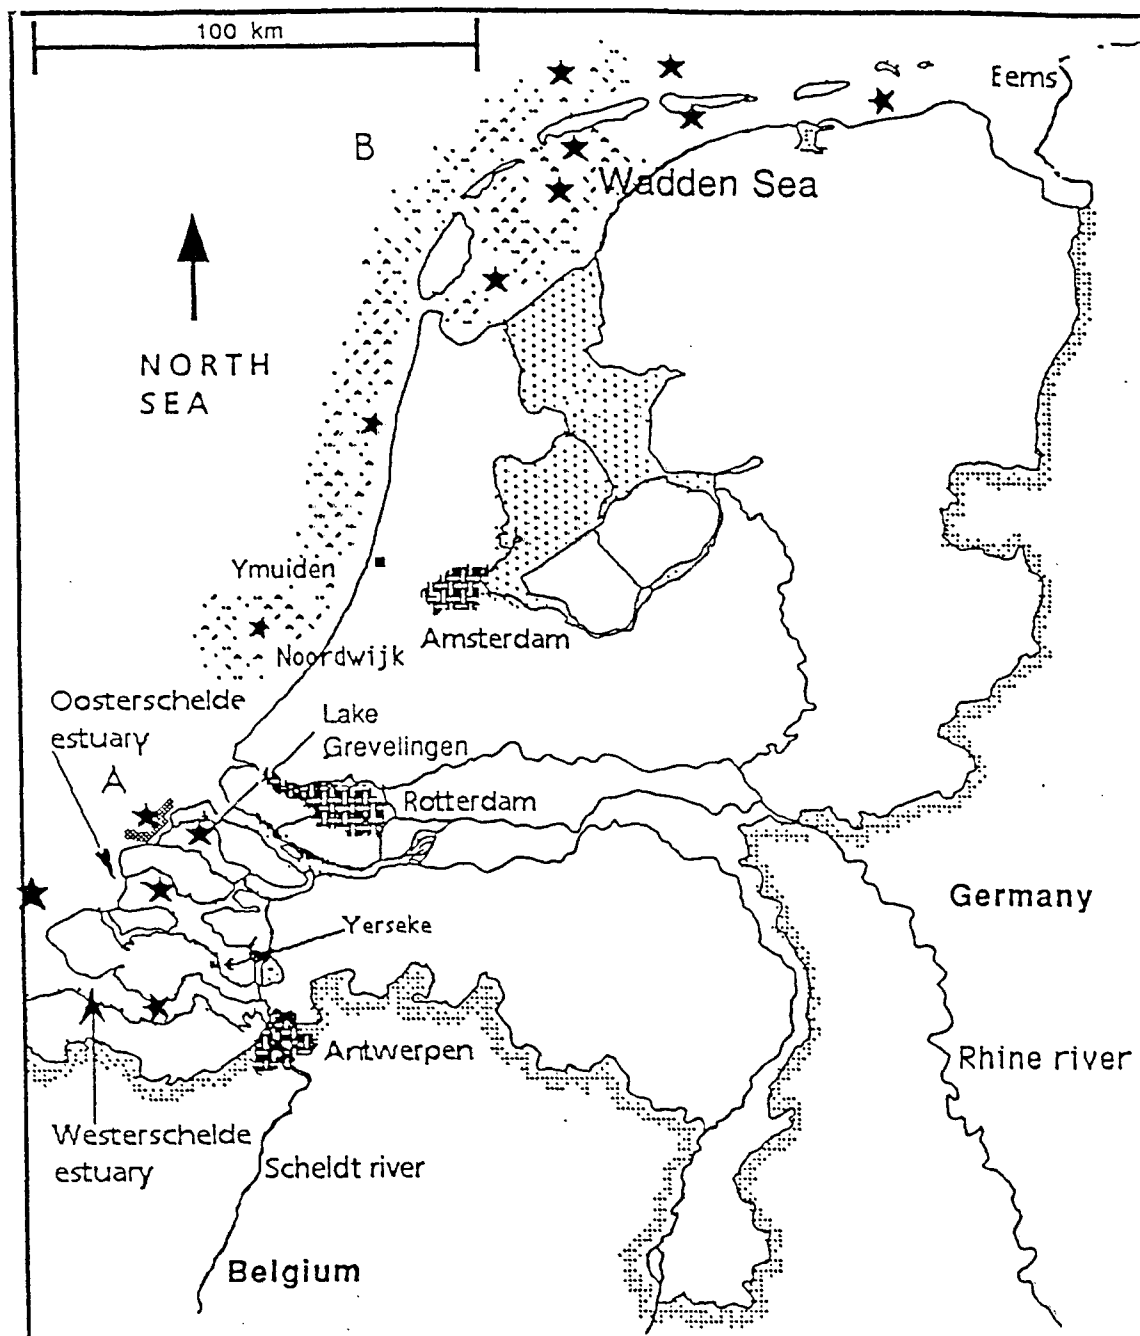 100 km
Eems
B
Wadden Sea
NORTH
SEA
Ymuiden
Amsterdam
Noordwijk
Oosterschelde
estuary
Lake
Grevelingen
A
Rotterdam
Germany
Yerseke
Antwerpen
Rhine river
Westerschelde
estuary
Scheldt river
Belgium